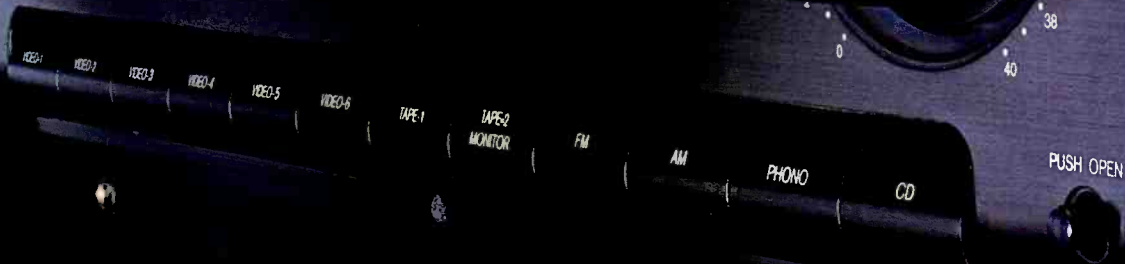 VIDEO-1
VIDEO-2
VIDEO-3
VIDEO-4
VIDEO-5
VIDEO-6
TAPE-1
TAPE-2
MONITOR
FM
AM
PHONO
CD
0
40
38
PUSH OPEN